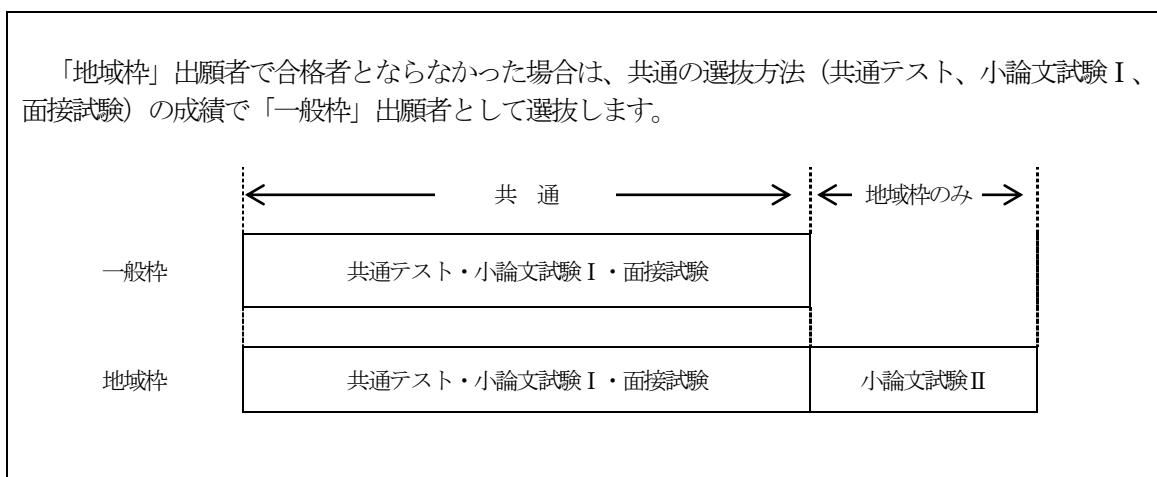 「地域枠」出願者で合格者とならなかった場合は、共通の選抜方法（共通テスト、小論文試験Ⅰ、
面接試験）の成績で「一般枠」出願者として選抜します。
共　通
地域枠のみ
一般枠
共通テスト・小論文試験Ⅰ・面接試験
地域枠
共通テスト・小論文試験Ⅰ・面接試験
小論文試験Ⅱ